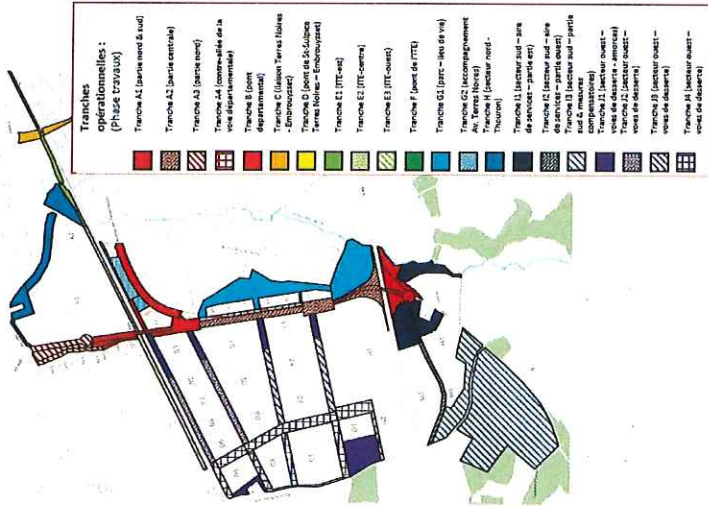 Tranches
opérationnelles :
(Phase travaux)
Tranche A1 (partie nord & sud)
Tranche A2 (partie centrale)
Tranche A3 (partie nord)
Tranche A4 (contre-allée de la
voie départementale)
Tranche B (pont
départemental)
Tranche C (liaison Terres Noires
- Embrousset)
Tranche D (pont de St-Sulpice
Terres Noires – Embrouysset)
Tranche E1 (ITE-est)
Tranche E2 (ITE-centre)
Tranche E3 (ITE-ouest)
Tranche F (pont de l'ITE)
Tranche G1 (parc – lieu de vie)
Tranche G2 (accompagnement
Av. Terres Noires)
Tranche H (secteur nord -
Thouron)
Tranche I1 (secteur sud – aire
de services – partie est)
Tranche I2 (secteur sud – aire
de services – partie ouest)
Tranche I3 (secteur sud – partie
sud & mesures
compensatoires)
Tranche J1 (secteur ouest –
voies de desserte - amorces)
Tranche J2 (secteur ouest –
voies de desserte)
Tranche J3 (secteur ouest –
voies de desserte)
Tranche J4 (secteur ouest –
voies de desserte)